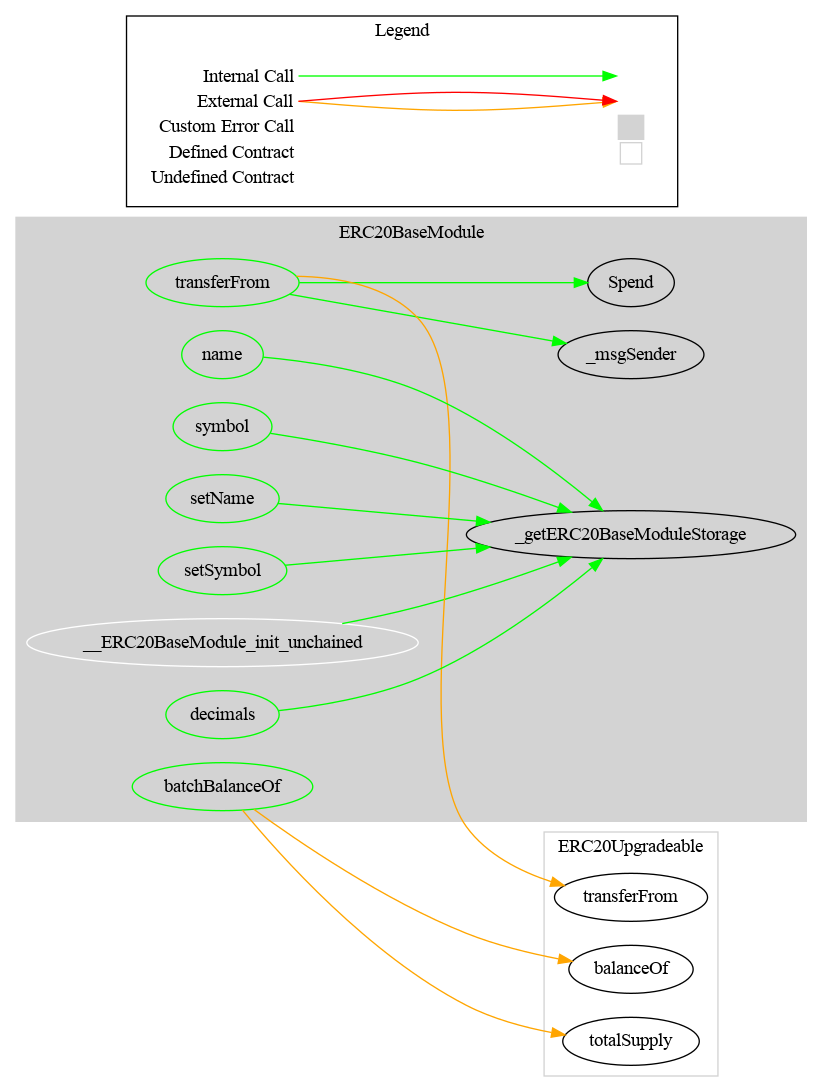 Legend
Internal Call
External Call
Custom Error Call
Defined Contract
Undefined Contract
ERC20BaseModule
transferFrom
Spend
name
_msgSender
symbol
setName
_getERC20BaseModuleStorage
setSymbol
__ERC20BaseModule_init_unchained
decimals
batchBalanceOf
ERC20Upgradeable
transferFrom
balanceOf
totalSupply